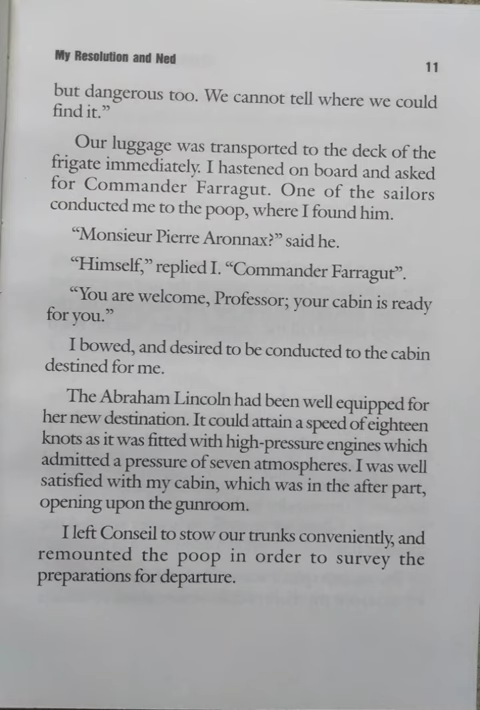 My Resolution and Ned
11
but dangerous too. We cannot tell where we could
find it.”
Our luggage was transported to the deck of the
frigate immediately. I hastened on board and asked
for Commander Farragut. One of the sailors
conducted me to the poop, where I found him.
“Monsieur Pierre Aronnax?” said he.
“Himself,” replied I. “Commander Farragut”.
“You are welcome, Professor; your cabin is ready
for you.”
I bowed, and desired to be conducted to the cabin
destined for me.
The Abraham Lincoln had been well equipped for
her new destination. It could attain a speed of eighteen
knots as it was fitted with high-pressure engines which
admitted a pressure of seven atmospheres. I was well
satisfied with my cabin, which was in the after part,
opening upon the gunroom.
I left Conseil to stow our trunks conveniently, and
remounted the poop in order to survey the
preparations for departure.